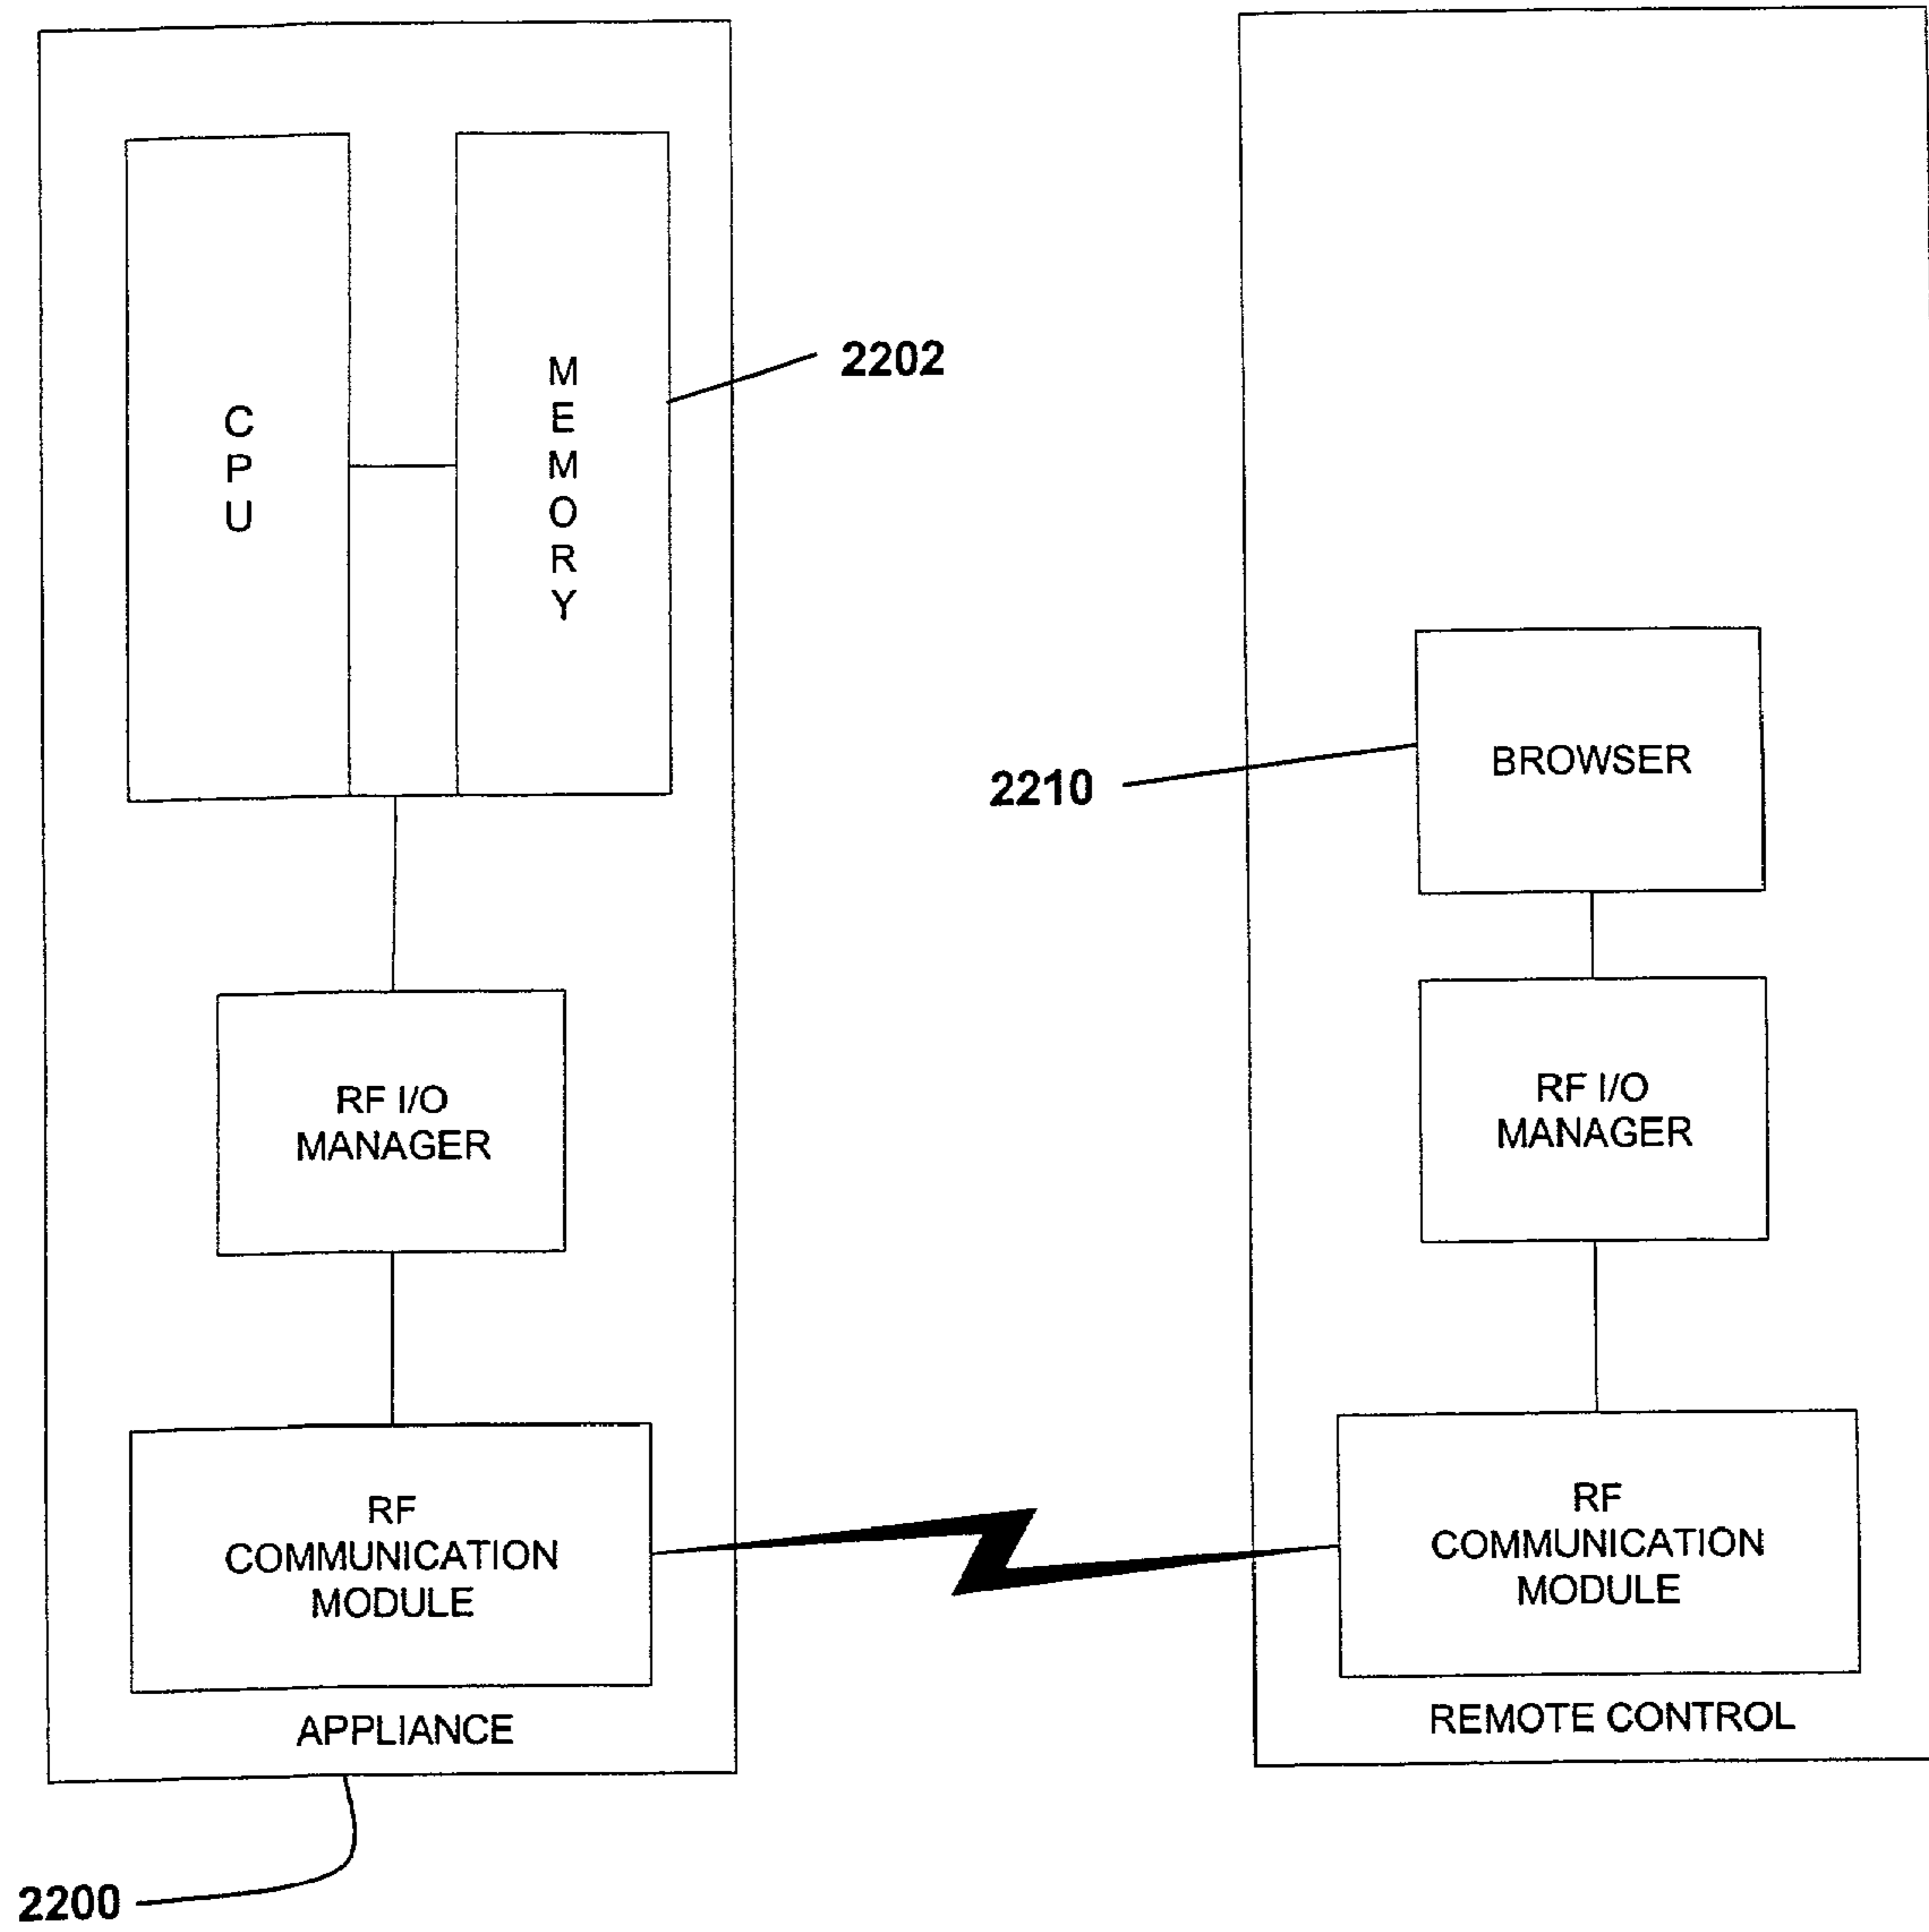 C
P
U
M
E
M
O
R
Y
2202
RF I/O
MANAGER
RF
COMMUNICATION
MODULE
APPLIANCE
2200
2210
BROWSER
RF I/O
MANAGER
RF
COMMUNICATION
MODULE
REMOTE CONTROL